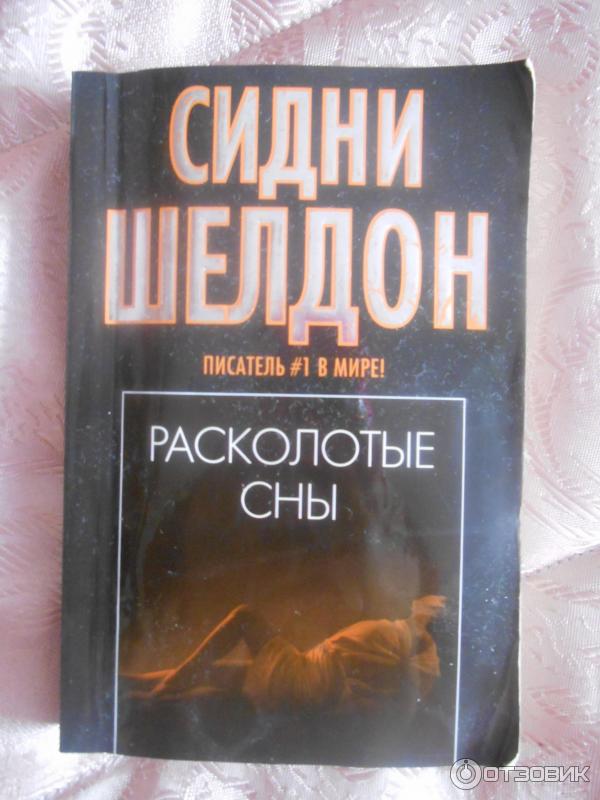 СИДНИ
ШЕЛДОН
ПИСАТЕЛЬ #1 В МИРЕ!
РАСКОЛОТЫЕ
СНЫ
ОТЗОВИК